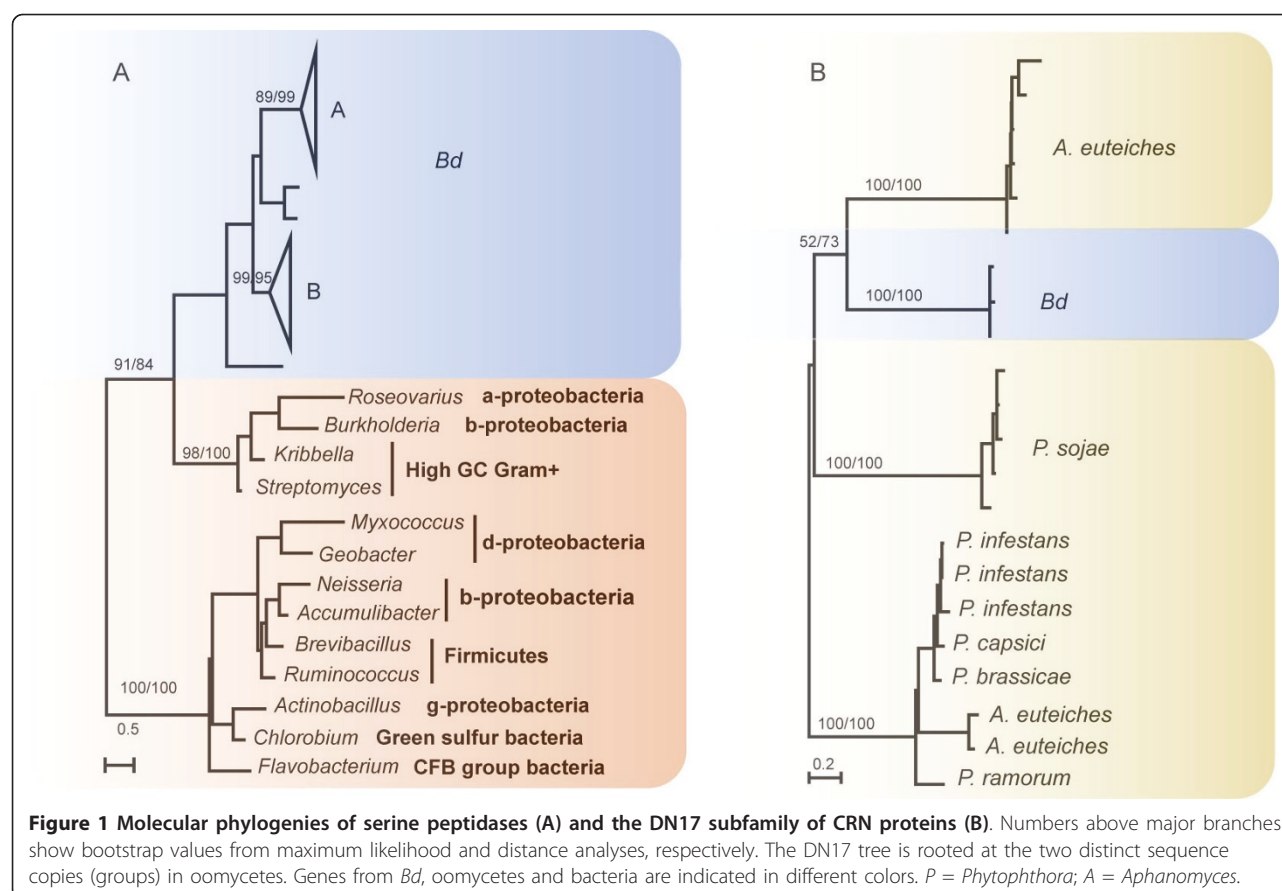 A
89/99
A
Bd
99/95
B
91/84
Roseovarius a-proteobacteria
Burkholderia b-proteobacteria
98/100
Kribbella
High GC Gram+
Streptomyces
Myxococcus
d-proteobacteria
Geobacter
Neisseria
b-proteobacteria
Accumulibacter
Brevibacillus
Firmicutes
Ruminococcus
100/100
Actinobacillus g-proteobacteria
0.5
Chlorobium Green sulfur bacteria
Flavobacterium CFB group bacteria
B
A. euteiches
100/100
52/73
100/100
Bd
P. sojae
100/100
P. infestans
P. infestans
P. infestans
P. capsici
P. brassicae
A. euteiches
100/100
A. euteiches
0.2
P. ramorum
Figure 1 Molecular phylogenies of serine peptidases (A) and the DN17 subfamily of CRN proteins (B). Numbers above major branches
show bootstrap values from maximum likelihood and distance analyses, respectively. The DN17 tree is rooted at the two distinct sequence
copies (groups) in oomycetes. Genes from Bd, oomycetes and bacteria are indicated in different colors. P = Phytophthora; A = Aphanomyces.